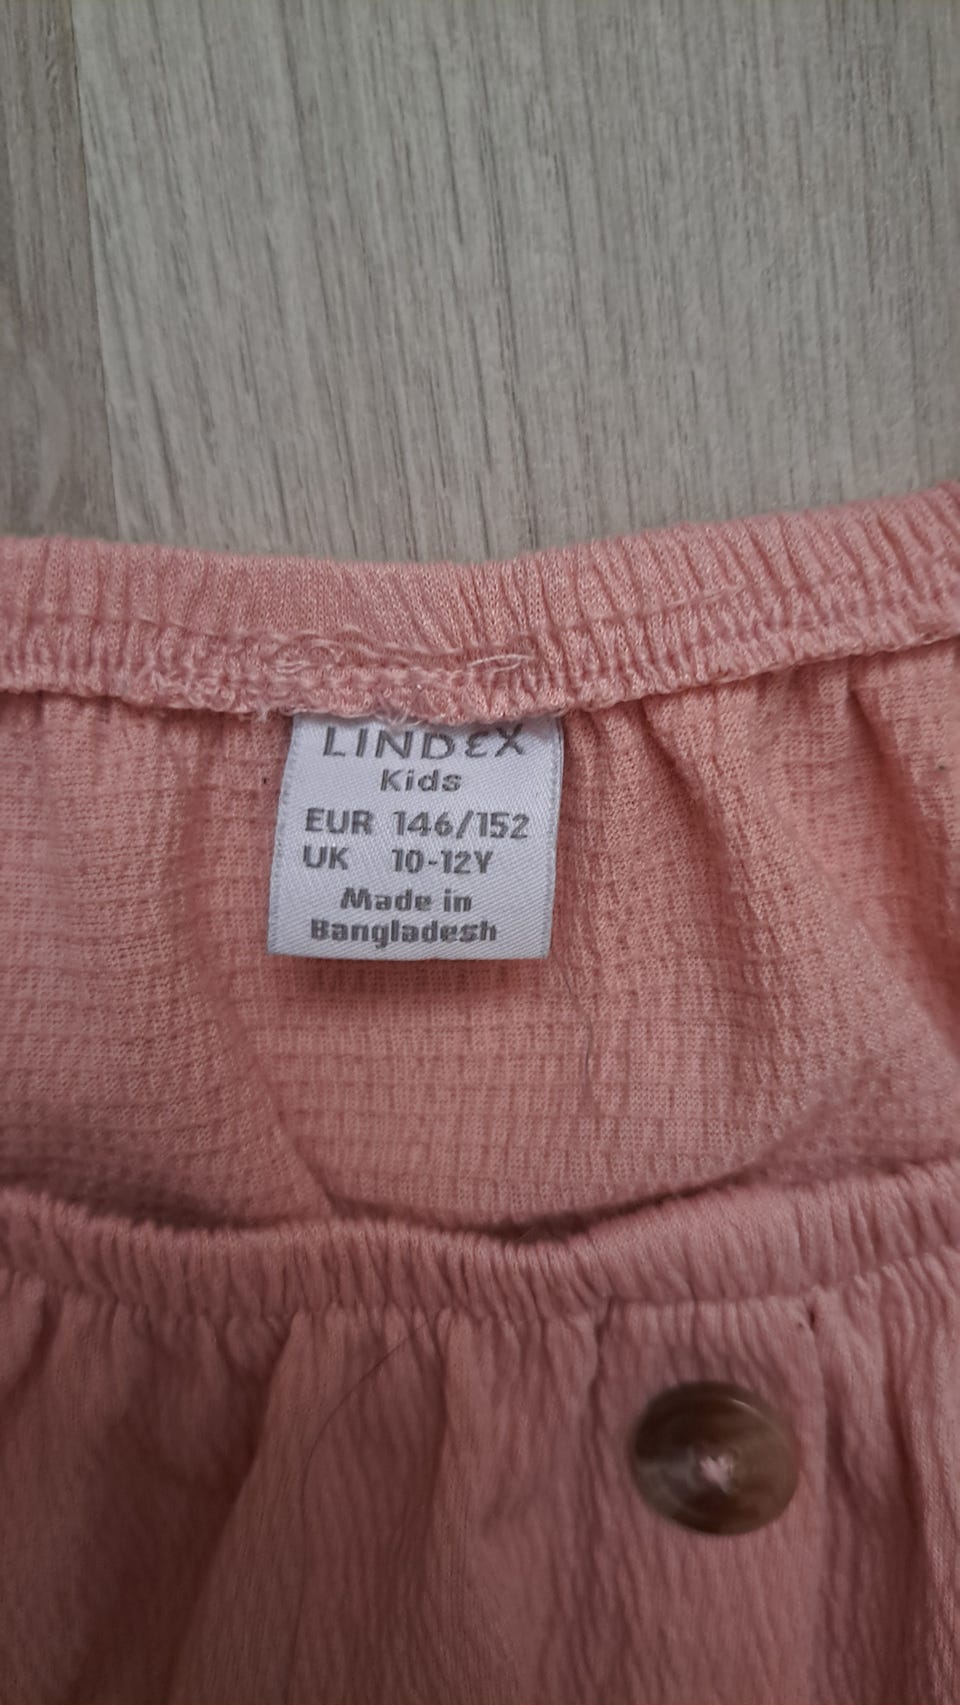 LINDEX
Kids
EUR 146/152
UK 10-12Y
Made in
Bangladesh